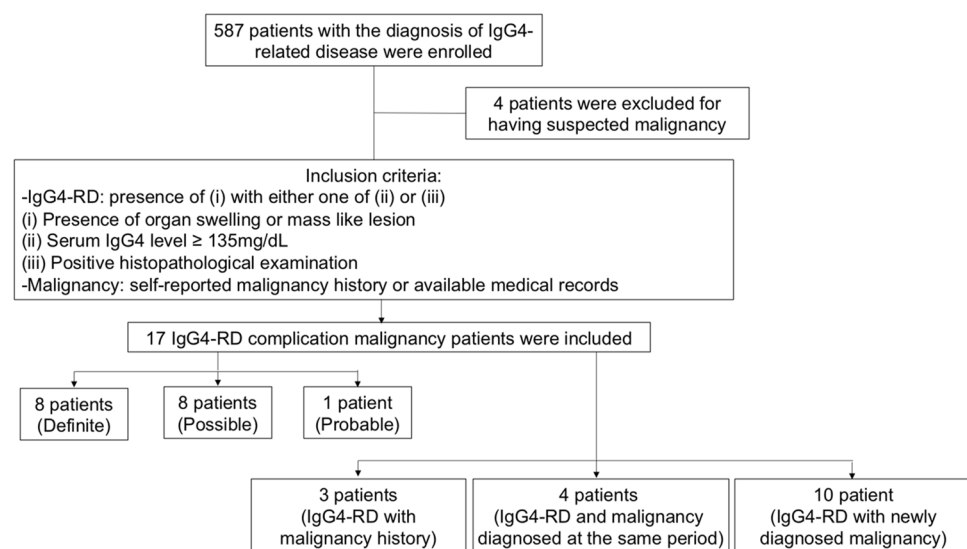 587 patients with the diagnosis of IgG4-
related disease were enrolled
4 patients were excluded for
having suspected malignancy
Inclusion criteria:
-IgG4-RD: presence of (i) with either one of (ii) or (iii)
(i) Presence of organ swelling or mass like lesion
(ii) Serum IgG4 level ≥ 135mg/dL
(iii) Positive histopathological examination
-Malignancy: self-reported malignancy history or available medical records
17 IgG4-RD complication malignancy patients were included
8 patients
(Definite)
8 patients
(Possible)
1 patient
(Probable)
3 patients
(IgG4-RD with
malignancy history)
4 patients
(IgG4-RD and malignancy
diagnosed at the same period)
10 patient
(IgG4-RD with newly
diagnosed malignancy)